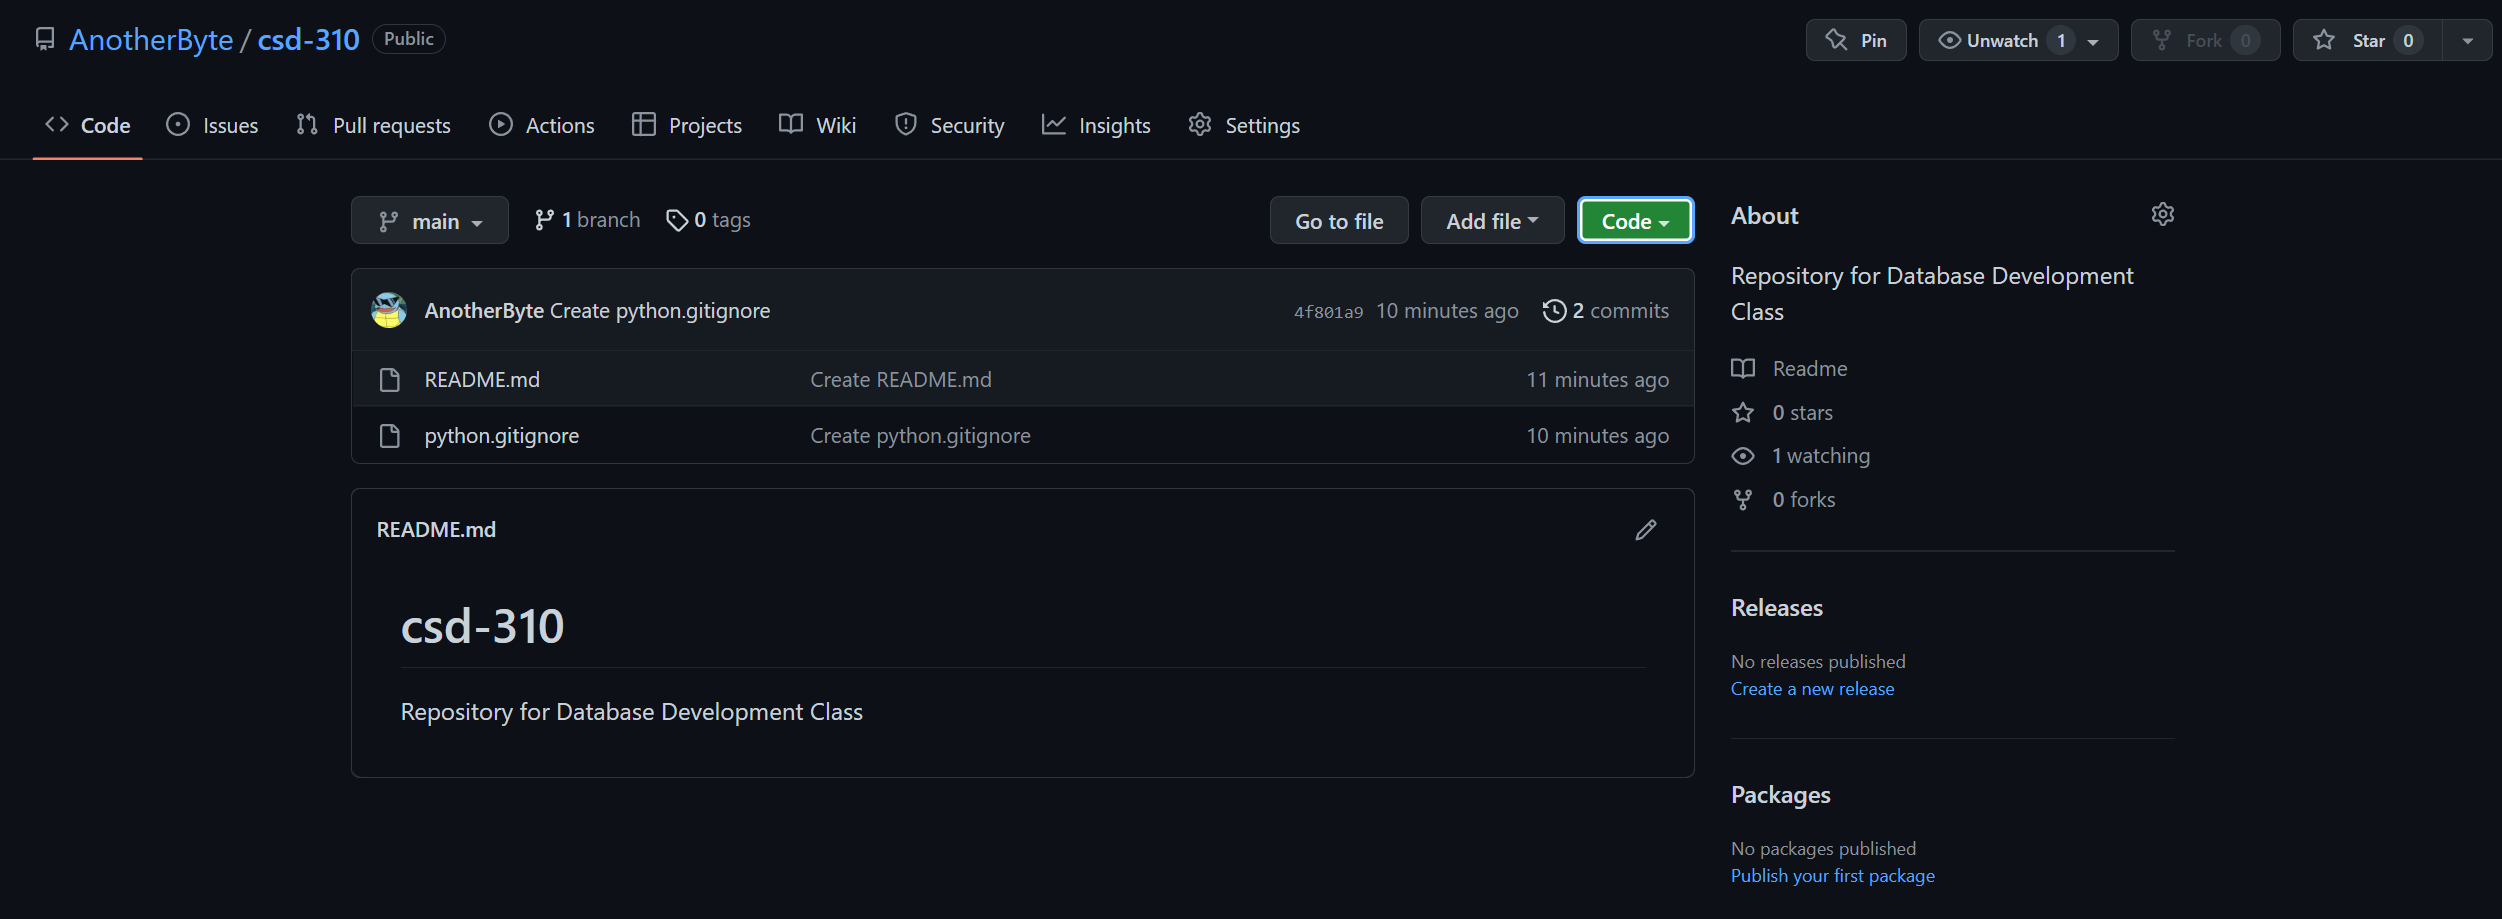 AnotherByte / csd-310 Public
Pin Unwatch 1 Fork 0 Star 0
Code Issues Pull requests Actions Projects Wiki Security Insights Settings
main 1 branch 0 tags Go to file Add file Code
AnotherByte Create python.gitignore 4f801a9 10 minutes ago 2 commits
README.md Create README.md 11 minutes ago
python.gitignore Create python.gitignore 10 minutes ago
README.md
csd-310
Repository for Database Development Class
About
Repository for Database Development
Class
Readme
0 stars
1 watching
0 forks
Releases
No releases published
Create a new release
Packages
No packages published
Publish your first package